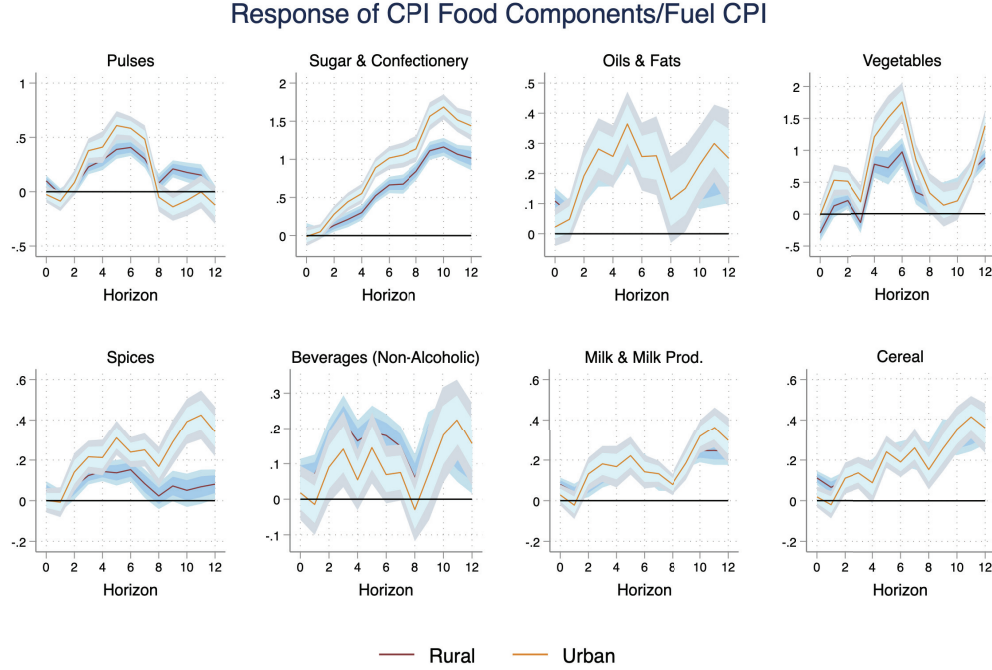 Response of CPI Food Components/Fuel CPI
Pulses
Sugar & Confectionery
Oils & Fats
Vegetables
1
.5
0
-.5
0 2 4 6 8 10 12
Horizon
2
1.5
1
.5
0
0 2 4 6 8 10 12
Horizon
.5
.4
.3
.2
.1
0
0 2 4 6 8 10 12
Horizon
2
1.5
1
.5
0
-.5
0 2 4 6 8 10 12
Horizon
Spices
Beverages (Non-Alcoholic)
Milk & Milk Prod.
Cereal
.6
.4
.2
0
-.2
0 2 4 6 8 10 12
Horizon
.3
.2
.1
0
-.1
0 2 4 6 8 10 12
Horizon
.6
.4
.2
0
-.2
0 2 4 6 8 10 12
Horizon
.6
.4
.2
0
-.2
0 2 4 6 8 10 12
Horizon
Rural Urban